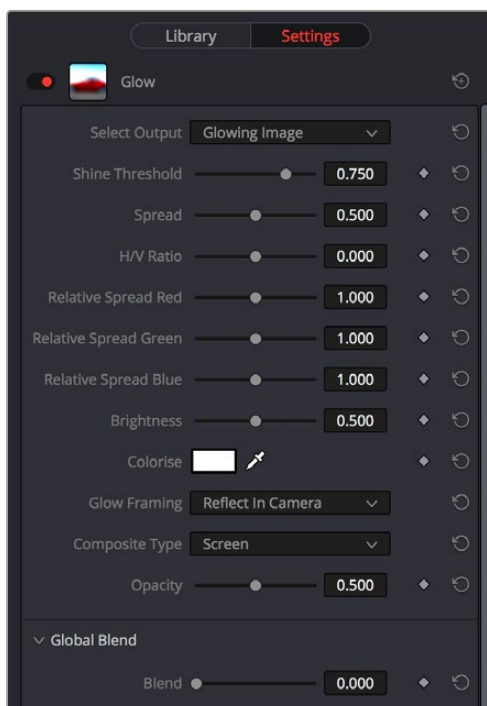 Library Settings
Glow
Select Output Glowing Image
Shine Threshold 0.750
Spread 0.500
H/V Ratio 0.000
Relative Spread Red 1.000
Relative Spread Green 1.000
Relative Spread Blue 1.000
Brightness 0.500
Colorise
Glow Framing Reflect In Camera
Composite Type Screen
Opacity 0.500
Global Blend
Blend 0.000